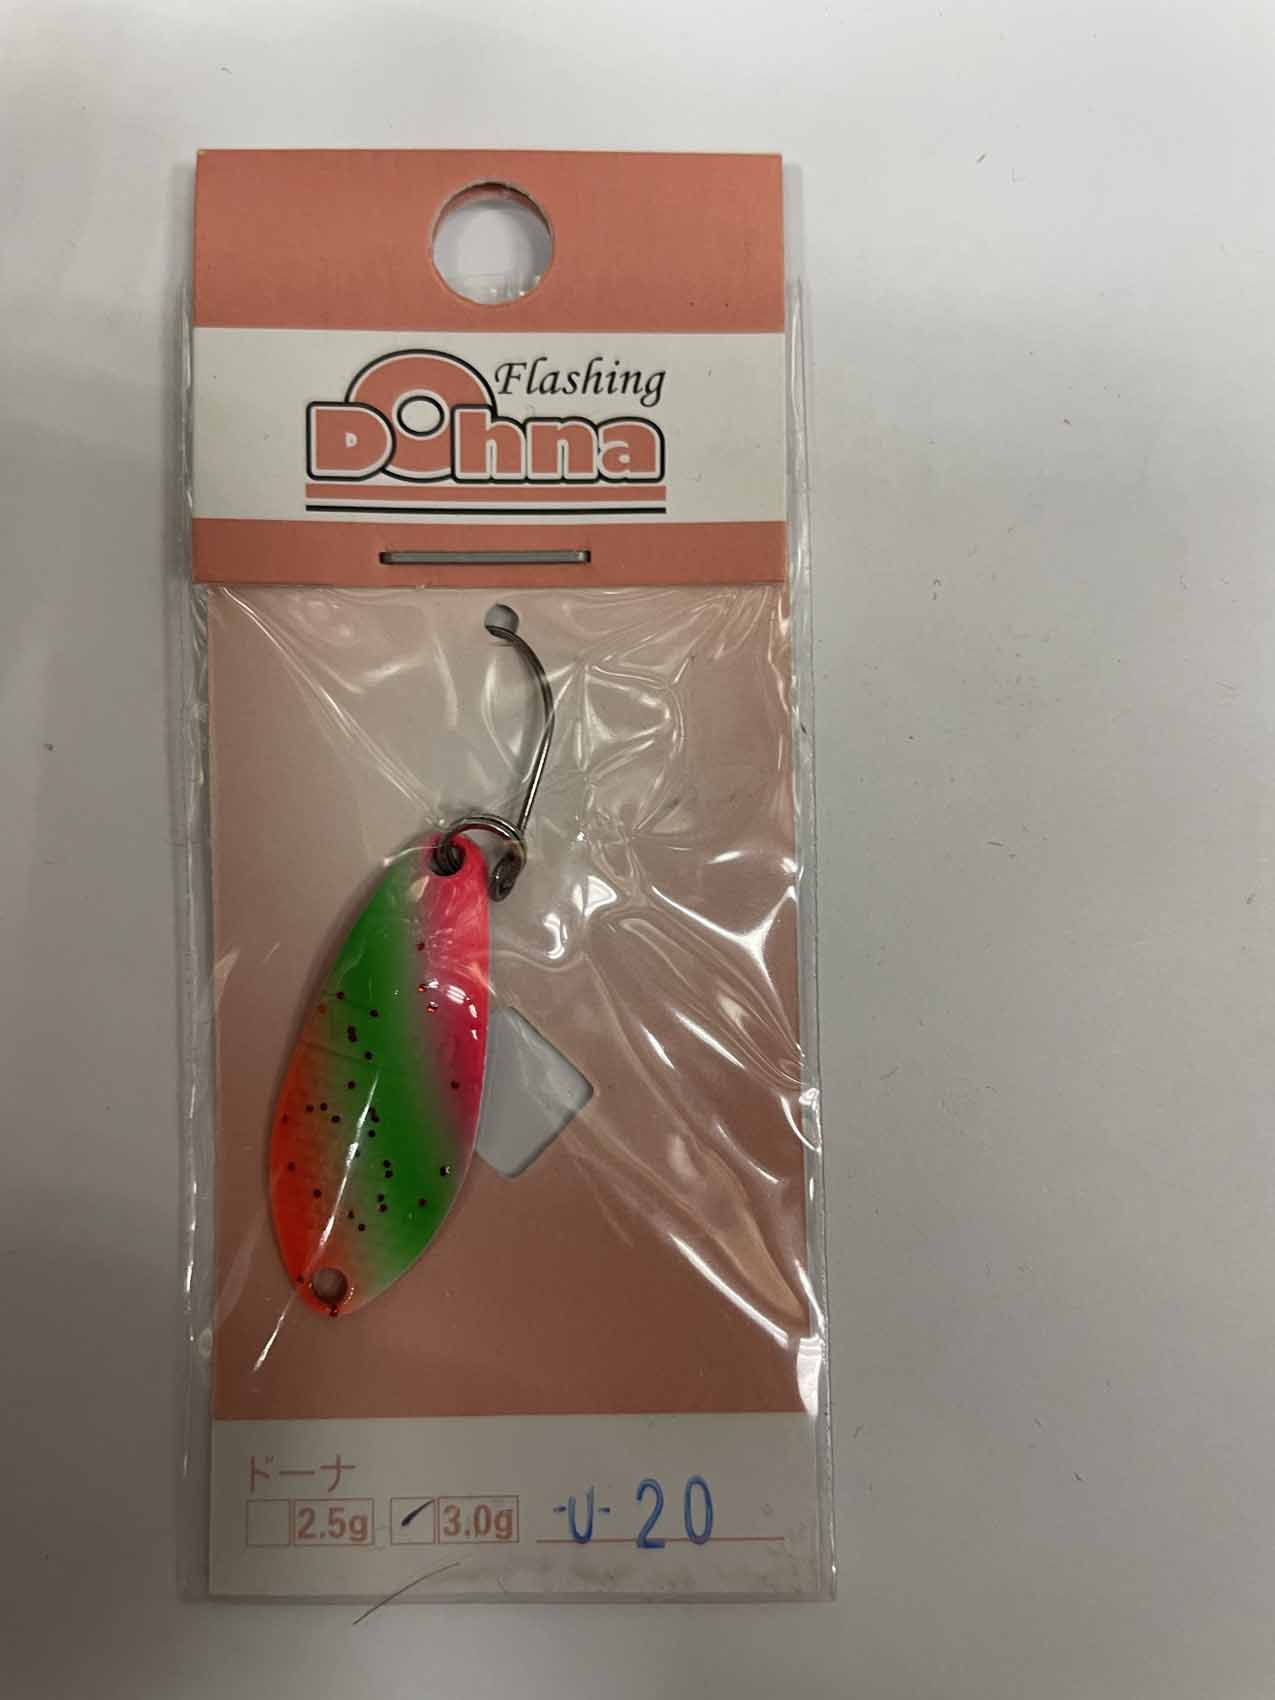 Flashing
Dohna
ドーナ
2.5g 3.0g -U- 20